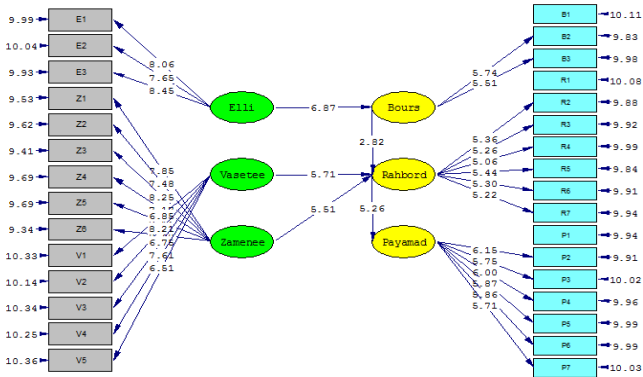 9.99 E1
10.04 E2
9.93 E3
9.53 Z1
9.62 Z2
9.41 Z3
9.69 Z4
9.69 Z5
9.34 Z6
10.33 V1
10.14 V2
10.34 V3
10.25 V4
10.36 V5
8.06
7.65
8.45
7.85
7.48
8.25
6.85
8.21
6.75
7.61
6.51
Elli
Vasetee
Zamenee
6.87
5.71
5.51
2.82
5.26
Bours
Rahbord
Payamad
5.74
5.51
5.36
5.26
5.06
5.44
5.30
5.22
6.15
5.75
6.00
5.87
5.86
5.71
B1 10.11
B2 9.83
B3 9.98
R1 10.08
R2 9.88
R3 9.92
R4 9.99
R5 9.84
R6 9.91
R7 9.94
P1 9.94
P2 9.91
P3 10.02
P4 9.96
P5 9.99
P6 9.99
P7 10.03